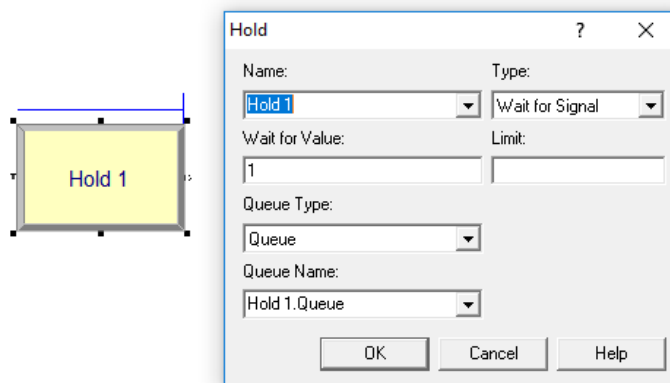 Hold
?
Name:
Type:
Hold 1
Wait for Signal
Wait for Value:
Limit:
1
Queue Type:
Queue
Queue Name:
Hold 1.Queue
OK
Cancel
Help
Hold 1